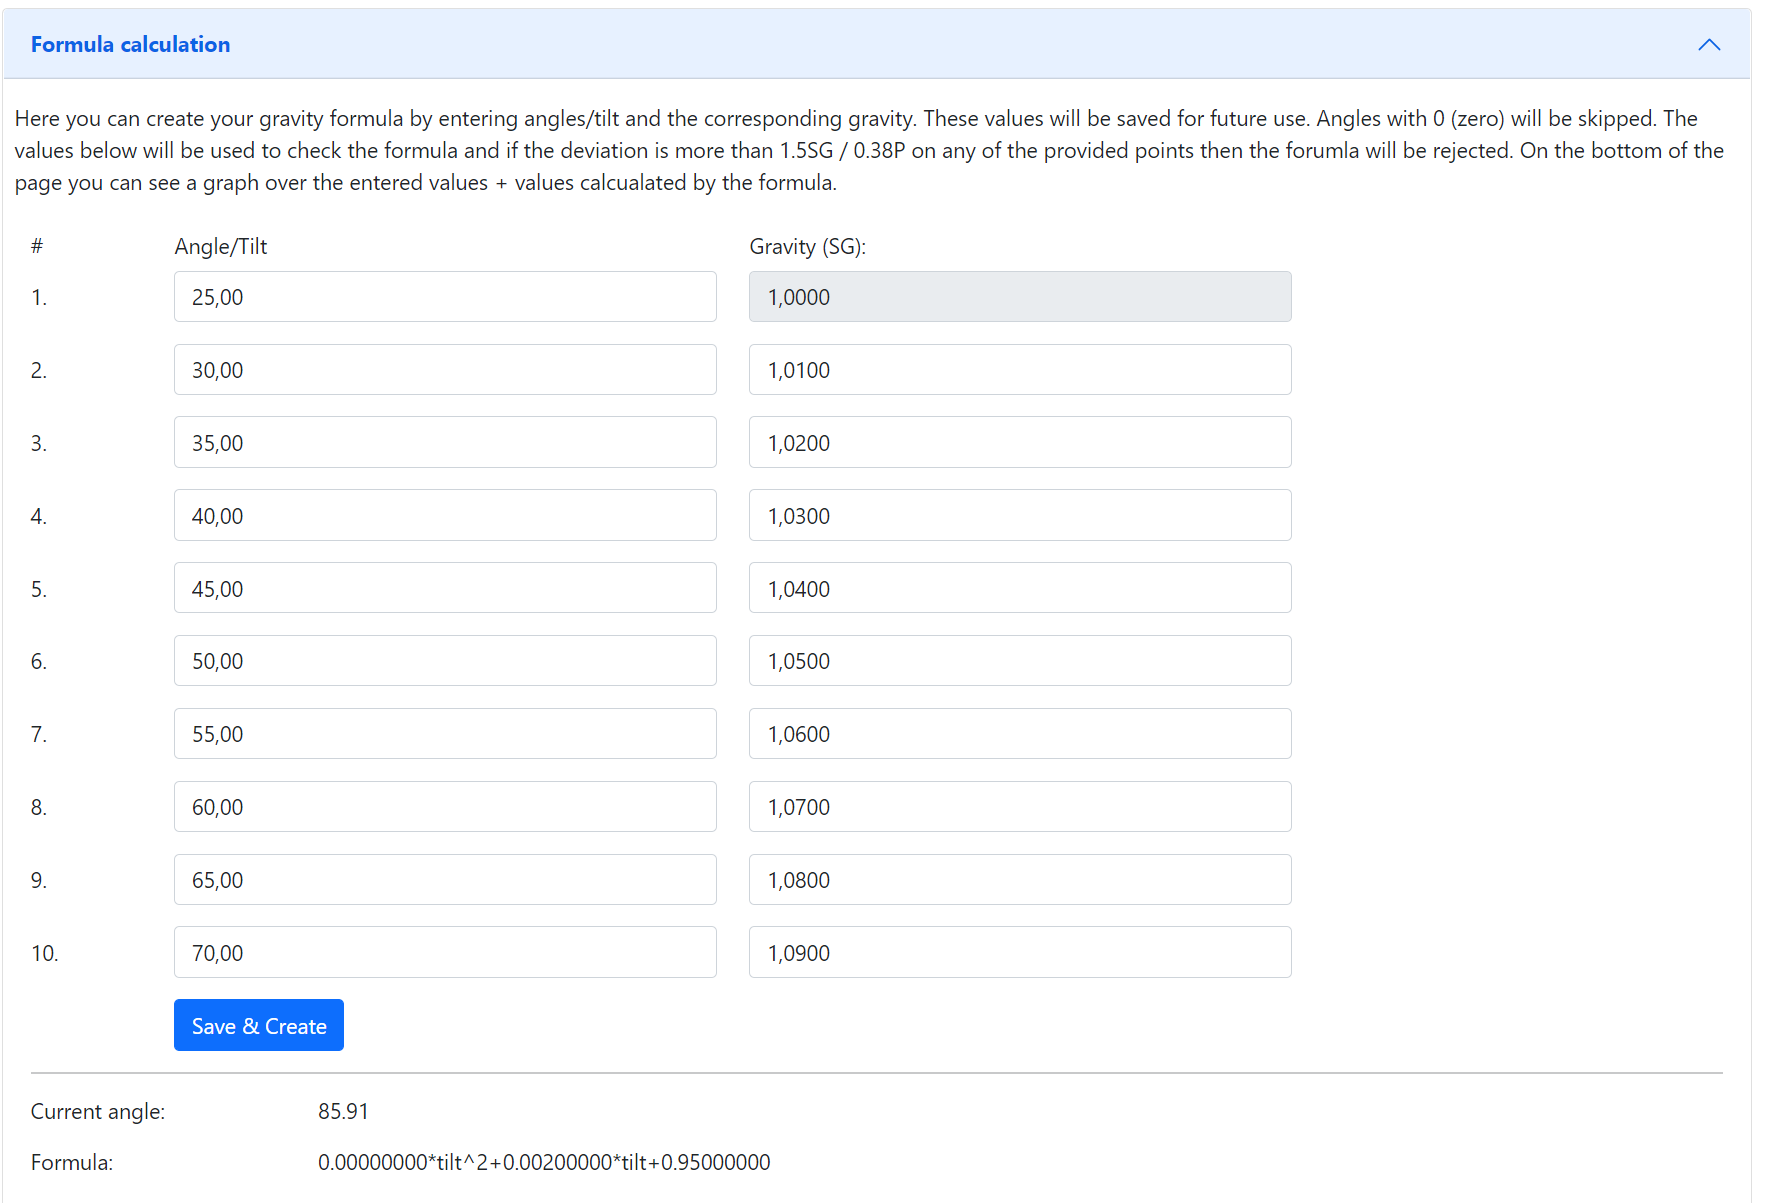 Formula calculation
Here you can create your gravity formula by entering angles/tilt and the corresponding gravity. These values will be saved for future use. Angles with 0 (zero) will be skipped. The
values below will be used to check the formula and if the deviation is more than 1.5SG / 0.38P on any of the provided points then the forumla will be rejected. On the bottom of the
page you can see a graph over the entered values + values calcualated by the formula.
# Angle/Tilt Gravity (SG):
1. 25,00 1,0000
2. 30,00 1,0100
3. 35,00 1,0200
4. 40,00 1,0300
5. 45,00 1,0400
6. 50,00 1,0500
7. 55,00 1,0600
8. 60,00 1,0700
9. 65,00 1,0800
10. 70,00 1,0900
Save & Create
Current angle: 85.91
Formula: 0.00000000*tilt^2+0.00200000*tilt+0.95000000